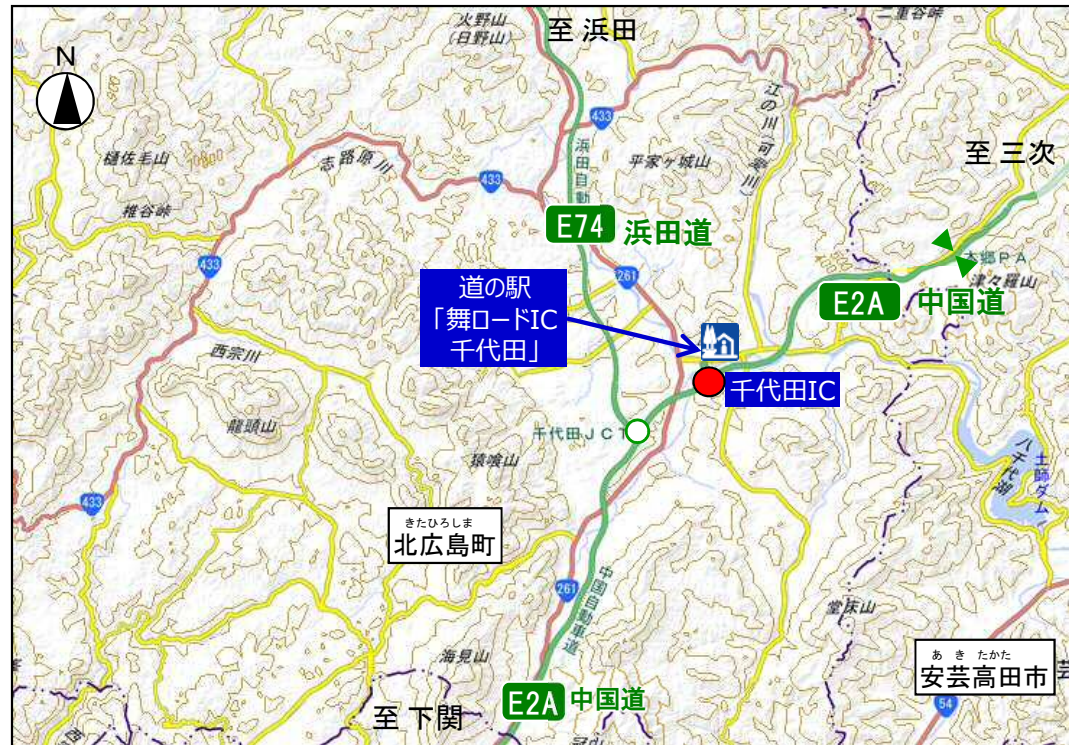 火野山
(日野山)
至 浜田
二重谷峠
N
433
江の川(可愛川)
樋佐毛山
志路原川
433
浜田自動
平家ヶ城山
至 三次
椎谷峠
E74 浜田道
433
261
本郷PA
津々羅山
道の駅
「舞ロードIC
千代田」
E2A 中国道
西宗川
千代田IC
龍頭山
千代田JCT
猿喰山
八千代湖
土師ダム
433
きたひろしま
北広島町
261
中国自動車道
堂床山
海見山
あきたかた
安芸高田市
芸
E2A 中国道
至 下関
54
西